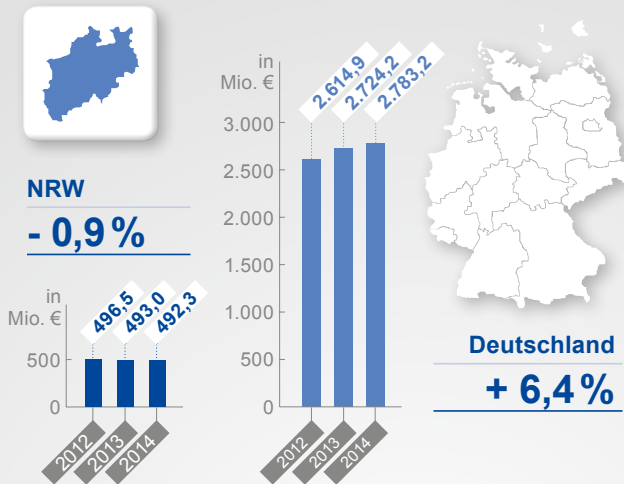 NRW
- 0,9 %
in
Mio. €
496,5
493,0
492,3
500
0
2012
2013
2014
in
Mio. €
2.614,9
2.724,2
2.783,2
3.000
2.500
2.000
1.500
1.000
500
0
2012
2013
2014
Deutschland
+ 6,4 %